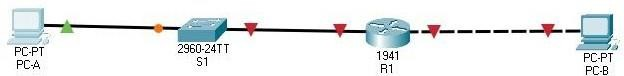 PC-PT
PC-A
2960-24TT
S1
1941
R1
PC-PT
PC-B